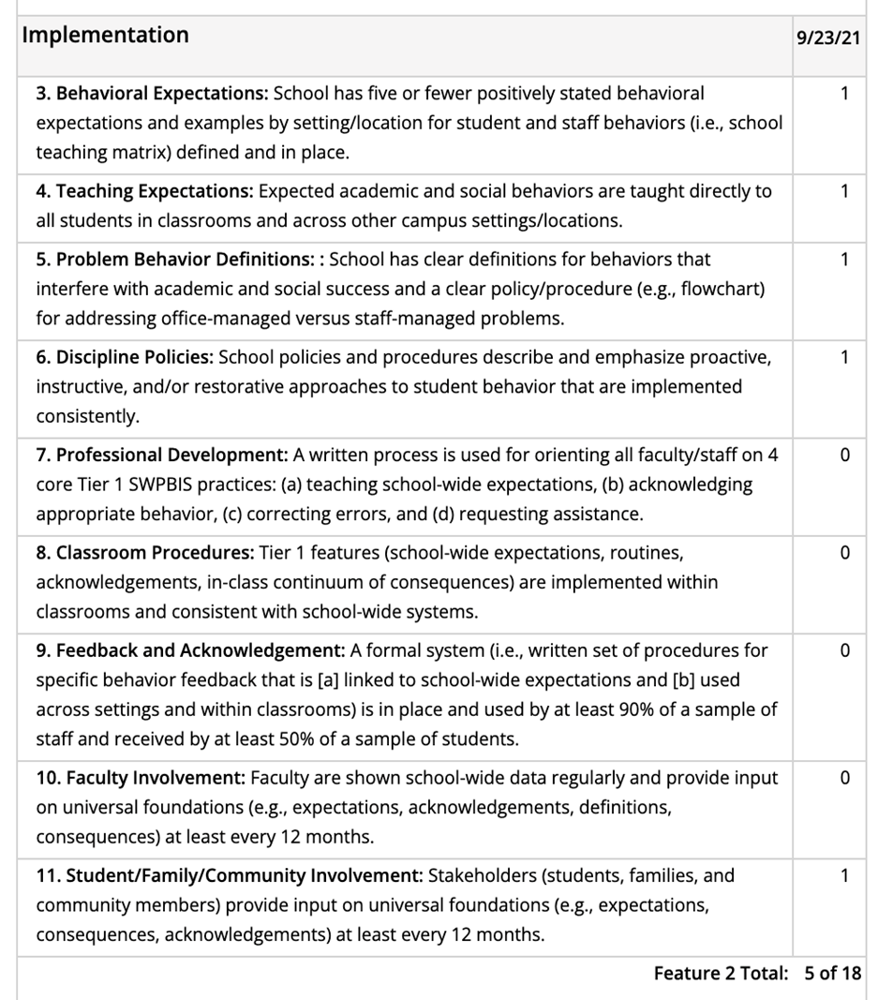 Implementation
9/23/21
3. Behavioral Expectations: School has five or fewer positively stated behavioral
1
expectations and examples by setting/location for student and staff behaviors (i.e., school
teaching matrix) defined and in place.
4. Teaching Expectations: Expected academic and social behaviors are taught directly to
1
all students in classrooms and across other campus settings/locations.
5. Problem Behavior Definitions: : School has clear definitions for behaviors that
1
interfere with academic and social success and a clear policy/procedure (e.g., flowchart)
for addressing office-managed versus staff-managed problems.
6. Discipline Policies: School policies and procedures describe and emphasize proactive,
1
instructive, and/or restorative approaches to student behavior that are implemented
consistently.
7. Professional Development: A written process is used for orienting all faculty/staff on 4
0
core Tier 1 SWPBIS practices: (a) teaching school-wide expectations, (b) acknowledging
appropriate behavior, (c) correcting errors, and (d) requesting assistance.
8. Classroom Procedures: Tier 1 features (school-wide expectations, routines,
0
acknowledgements, in-class continuum of consequences) are implemented within
classrooms and consistent with school-wide systems.
9. Feedback and Acknowledgement: A formal system (i.e., written set of procedures for
0
specific behavior feedback that is [a] linked to school-wide expectations and [b] used
across settings and within classrooms) is in place and used by at least 90% of a sample of
staff and received by at least 50% of a sample of students.
10. Faculty Involvement: Faculty are shown school-wide data regularly and provide input
0
on universal foundations (e.g., expectations, acknowledgements, definitions,
consequences) at least every 12 months.
11. Student/Family/Community Involvement: Stakeholders (students, families, and
1
community members) provide input on universal foundations (e.g., expectations,
consequences, acknowledgements) at least every 12 months.
Feature 2 Total: 5 of 18